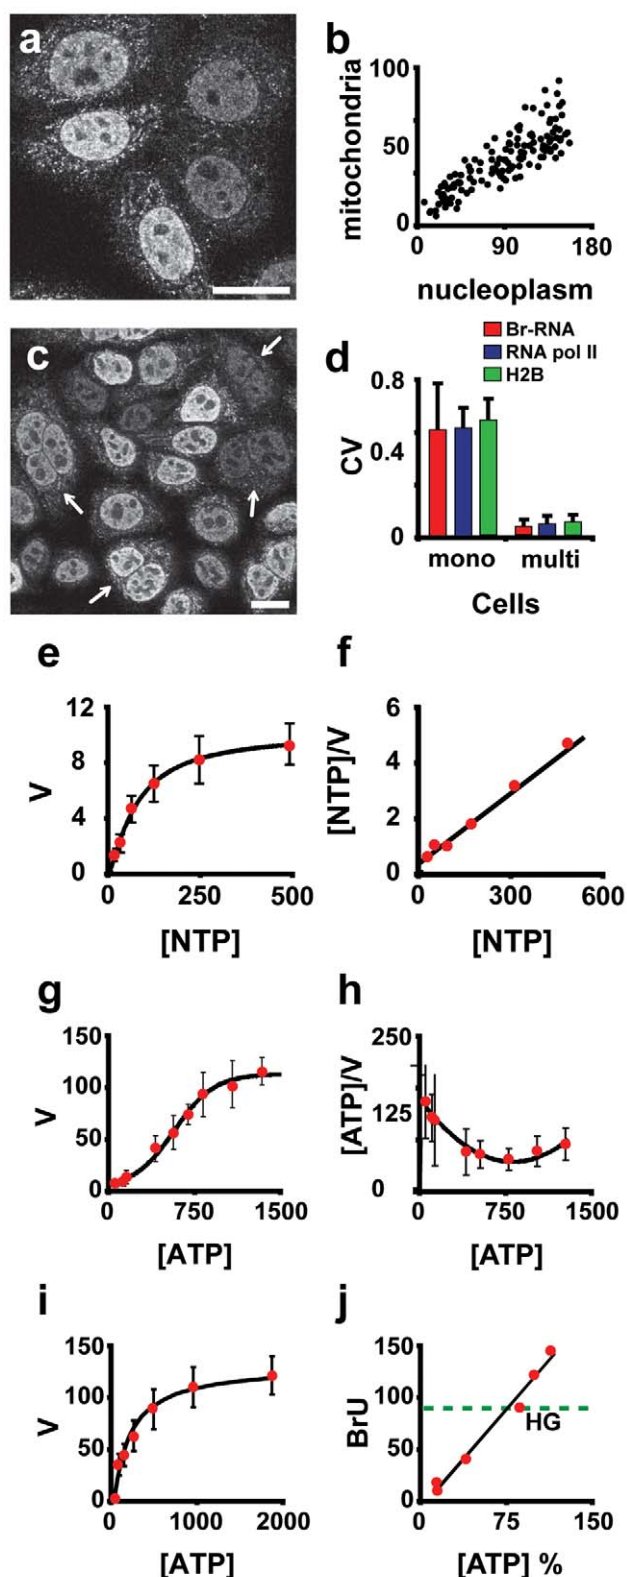 a
b
mitochondria
100
50
0
0
90
180
nucleoplasm
c
d
Br-RNA
RNA pol II
H2B
CV
0.8
0.4
0
mono
multi
Cells
e
V
12
8
4
0
0
250
500
[NTP]
f
[NTP]/V
6
4
2
0
0
300
600
[NTP]
g
V
150
100
50
0
0
750
1500
[ATP]
h
[ATP]/V
250
125
0
0
750
1500
[ATP]
i
V
150
100
50
0
0
1000
2000
[ATP]
j
BrU
150
100
50
0
HG
0
75
150
[ATP] %